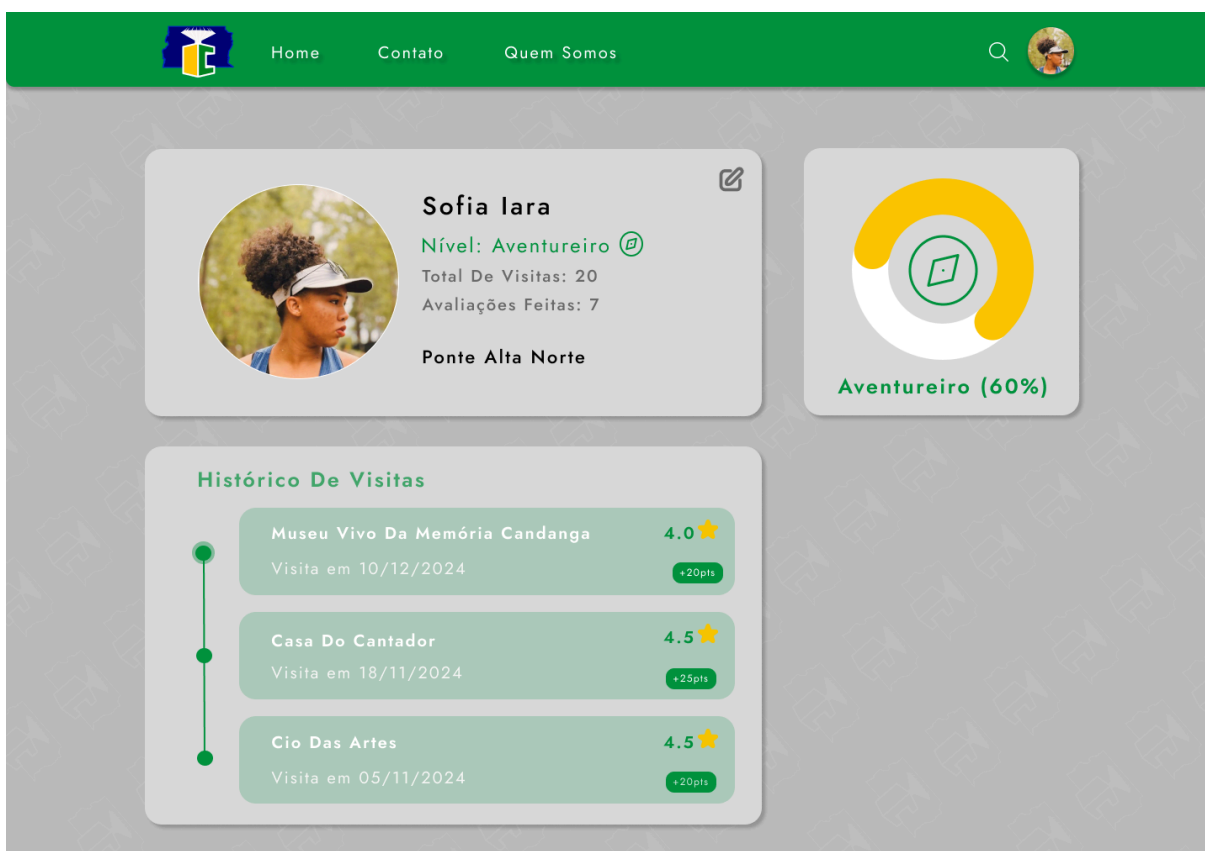 Home Contato Quem Somos
Sofia Iara
Nível: Aventureiro
Total De Visitas: 20
Avaliações Feitas: 7
Ponte Alta Norte
Aventureiro (60%)
Histórico De Visitas
Museu Vivo Da Memória Candanga 4.0
Visita em 10/12/2024 +20pts
Casa Do Cantador 4.5
Visita em 18/11/2024 +25pts
Cio Das Artes 4.5
Visita em 05/11/2024 +20pts